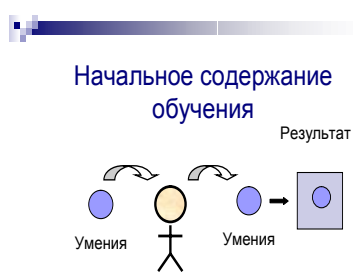 Начальное содержание
обучения
Результат
Умения
Умения